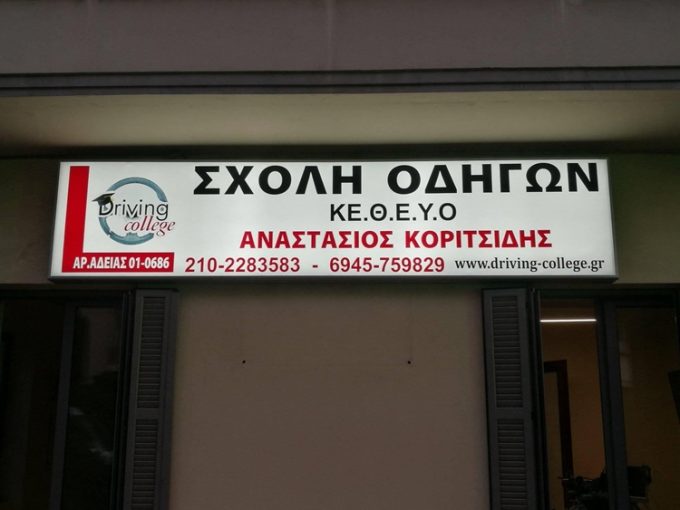 ΣΧΟΛΗ ΟΔΗΓΩΝ
ΚΕ.Θ.Ε.Υ.Ο
ΑΝΑΣΤΑΣΙΟΣ ΚΟΡΙΤΣΙΔΗΣ
210-2283583 - 6945-759829 www.driving-college.gr
Driving
college
ΑΡ.ΑΔΕΙΑΣ 01-0686